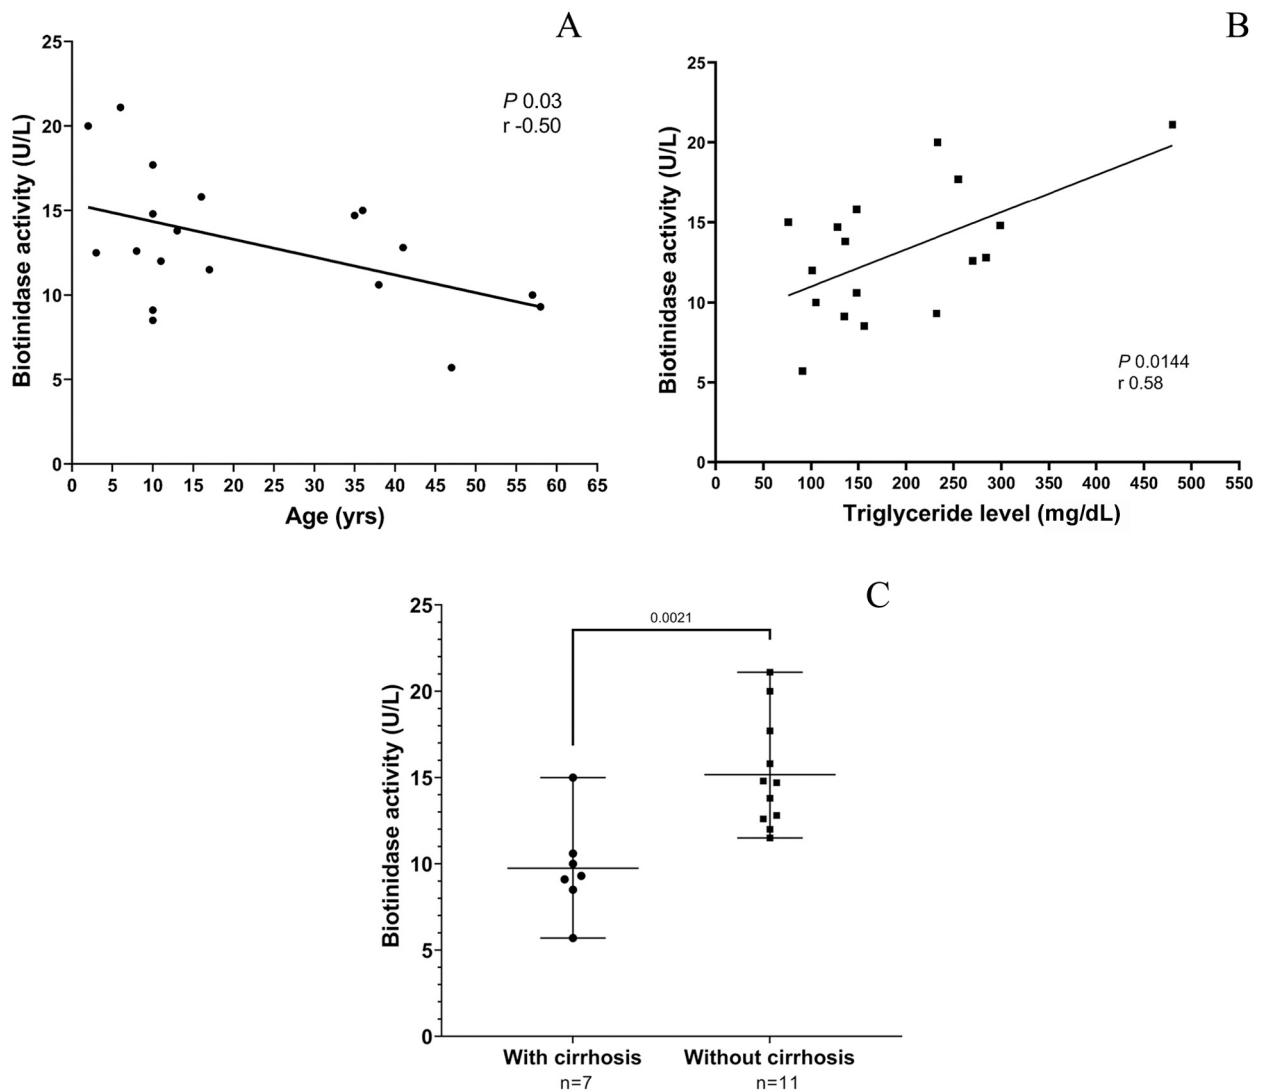 A
25
20
15
10
5
0
Biotinidase activity (U/L)
P 0.03
r -0.50
0 5 10 15 20 25 30 35 40 45 50 55 60 65
Age (yrs)
B
25
20
15
10
5
0
Biotinidase activity (U/L)
P 0.0144
r 0.58
0 50 100 150 200 250 300 350 400 450 500 550
Triglyceride level (mg/dL)
C
25
20
15
10
5
0
Biotinidase activity (U/L)
0.0021
With cirrhosis Without cirrhosis
n=7 n=11